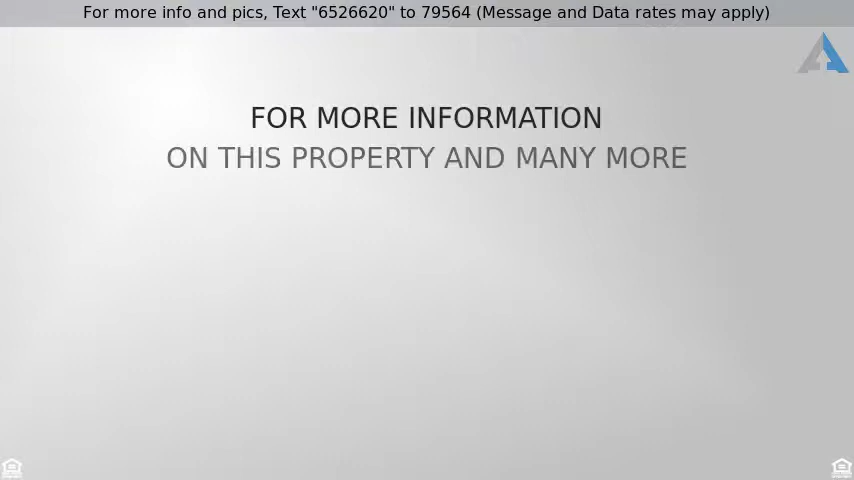 For more info and pics, Text "6526620" to 79564 (Message and Data rates may apply)
FOR MORE INFORMATION
ON THIS PROPERTY AND MANY MORE